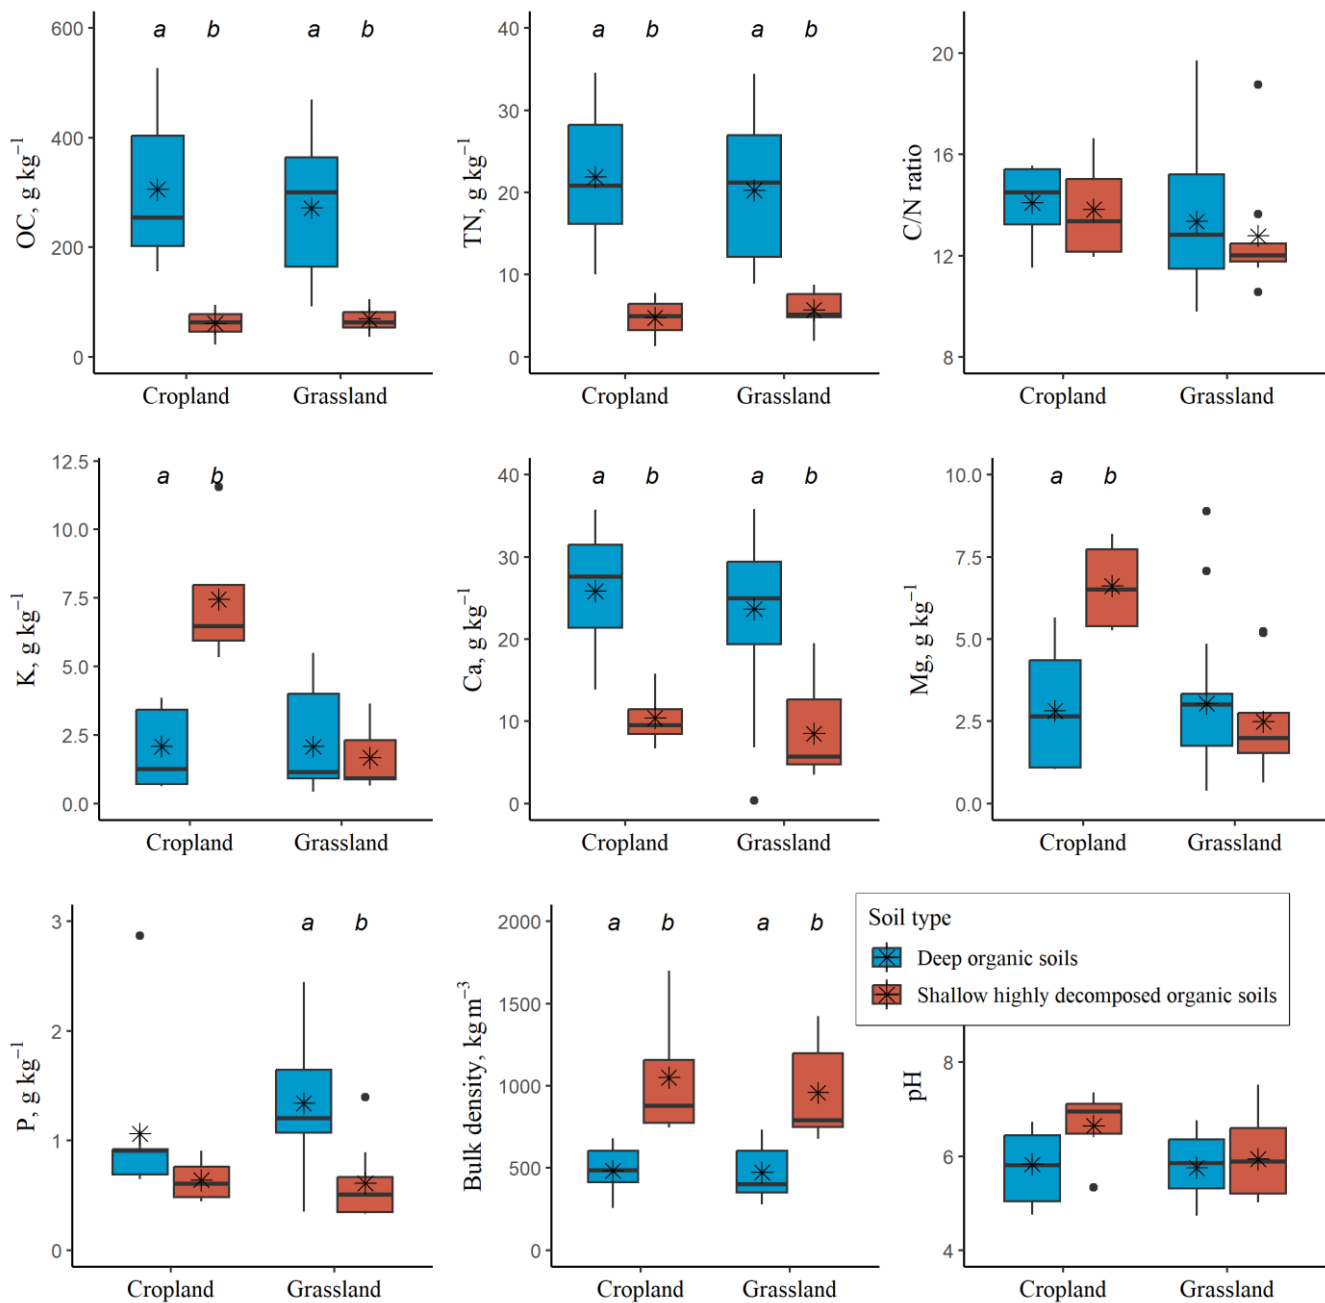 600
400
200
0
OC, g kg⁻¹
a b a b
Cropland Grassland
40
30
20
10
0
TN, g kg⁻¹
a b a b
Cropland Grassland
20
16
12
8
C/N ratio
Cropland Grassland
12.5
10.0
7.5
5.0
2.5
0.0
K, g kg⁻¹
a b
Cropland Grassland
40
30
20
10
0
Ca, g kg⁻¹
a b a b
Cropland Grassland
10.0
7.5
5.0
2.5
0.0
Mg, g kg⁻¹
a b
Cropland Grassland
3
2
1
0
P, g kg⁻¹
a b
Cropland Grassland
2000
1500
1000
500
0
Bulk density, kg m⁻³
a b a b
Cropland Grassland
Soil type
Deep organic soils
Shallow highly decomposed organic soils
8
6
4
pH
Cropland Grassland